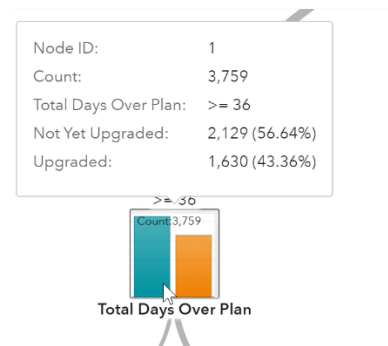 Node ID: 1
Count: 3,759
Total Days Over Plan: >= 36
Not Yet Upgraded: 2,129 (56.64%)
Upgraded: 1,630 (43.36%)
>= 36
Count:3,759
Total Days Over Plan